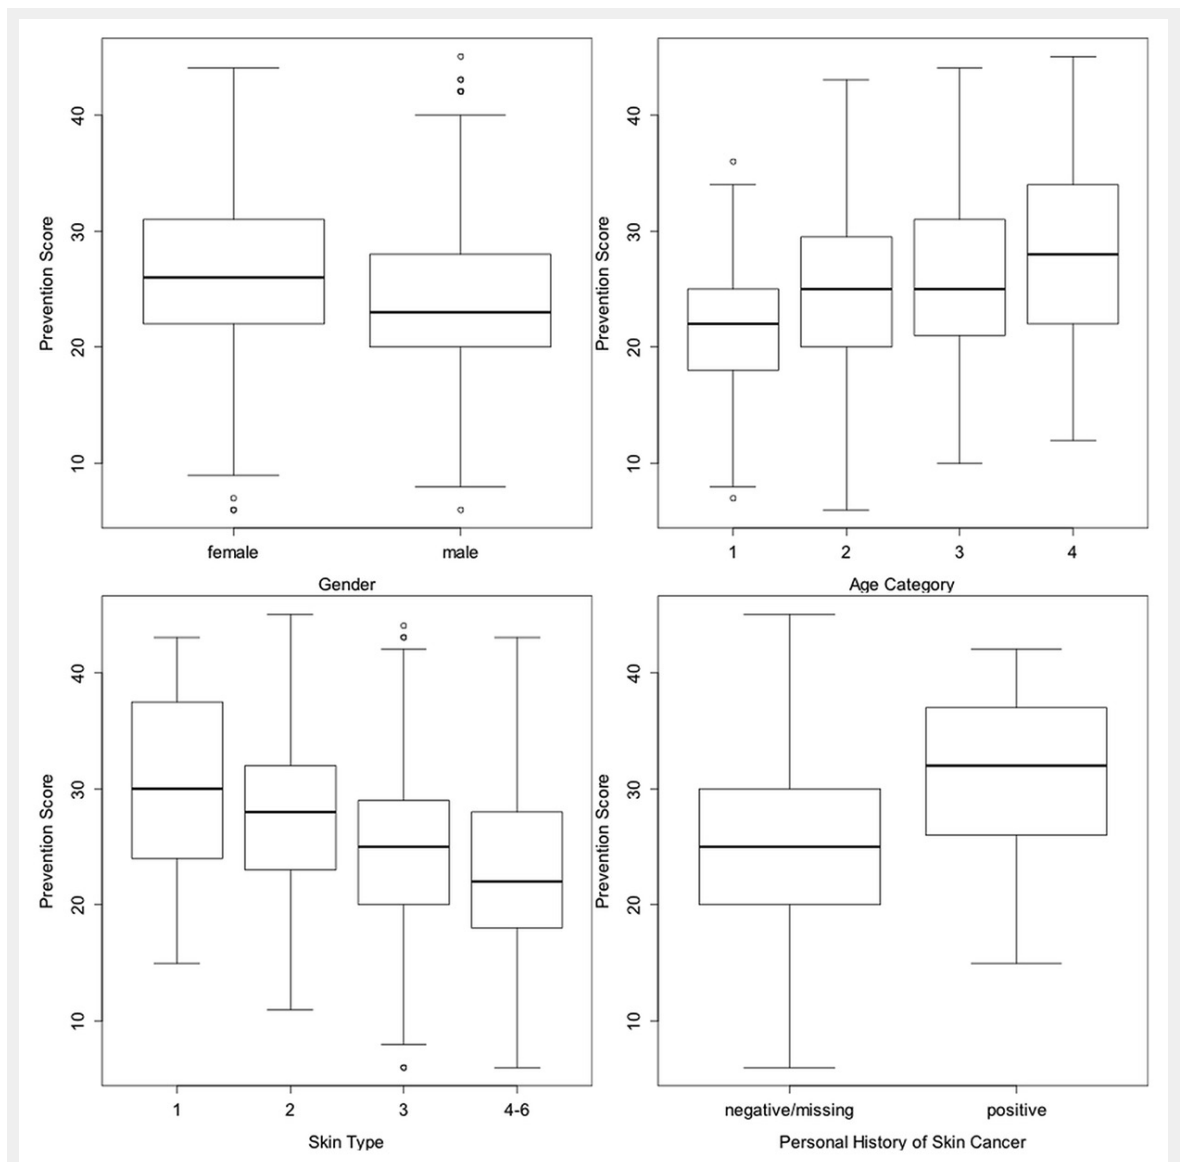 Prevention Score
40
30
20
10
female male
Gender
Prevention Score
40
30
20
10
1 2 3 4
Age Category
Prevention Score
40
30
20
10
1 2 3 4-6
Skin Type
Prevention Score
40
30
20
10
negative/missing positive
Personal History of Skin Cancer